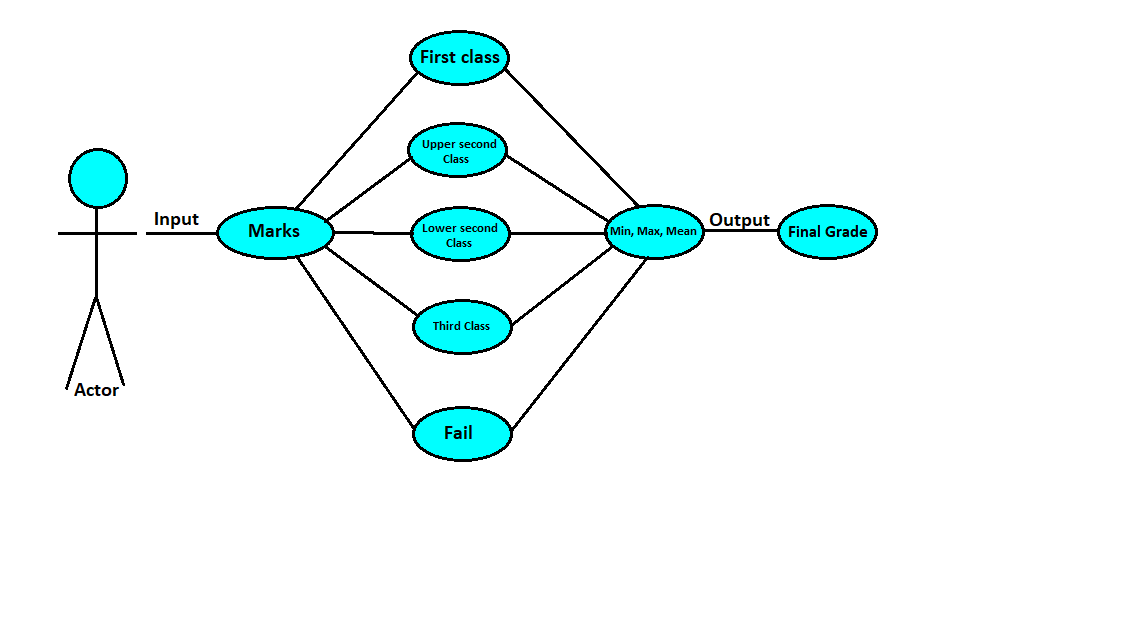 First class
Upper second
Class
Input
Marks
Lower second
Class
Min, Max, Mean
Output
Final Grade
Third Class
Actor
Fail